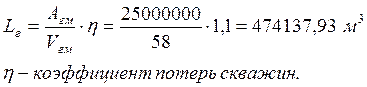 L_г = A_гм / V_гм · η = 25000000 / 58 · 1,1 = 474137,93 м³
η – коэффициент потерь скважин.